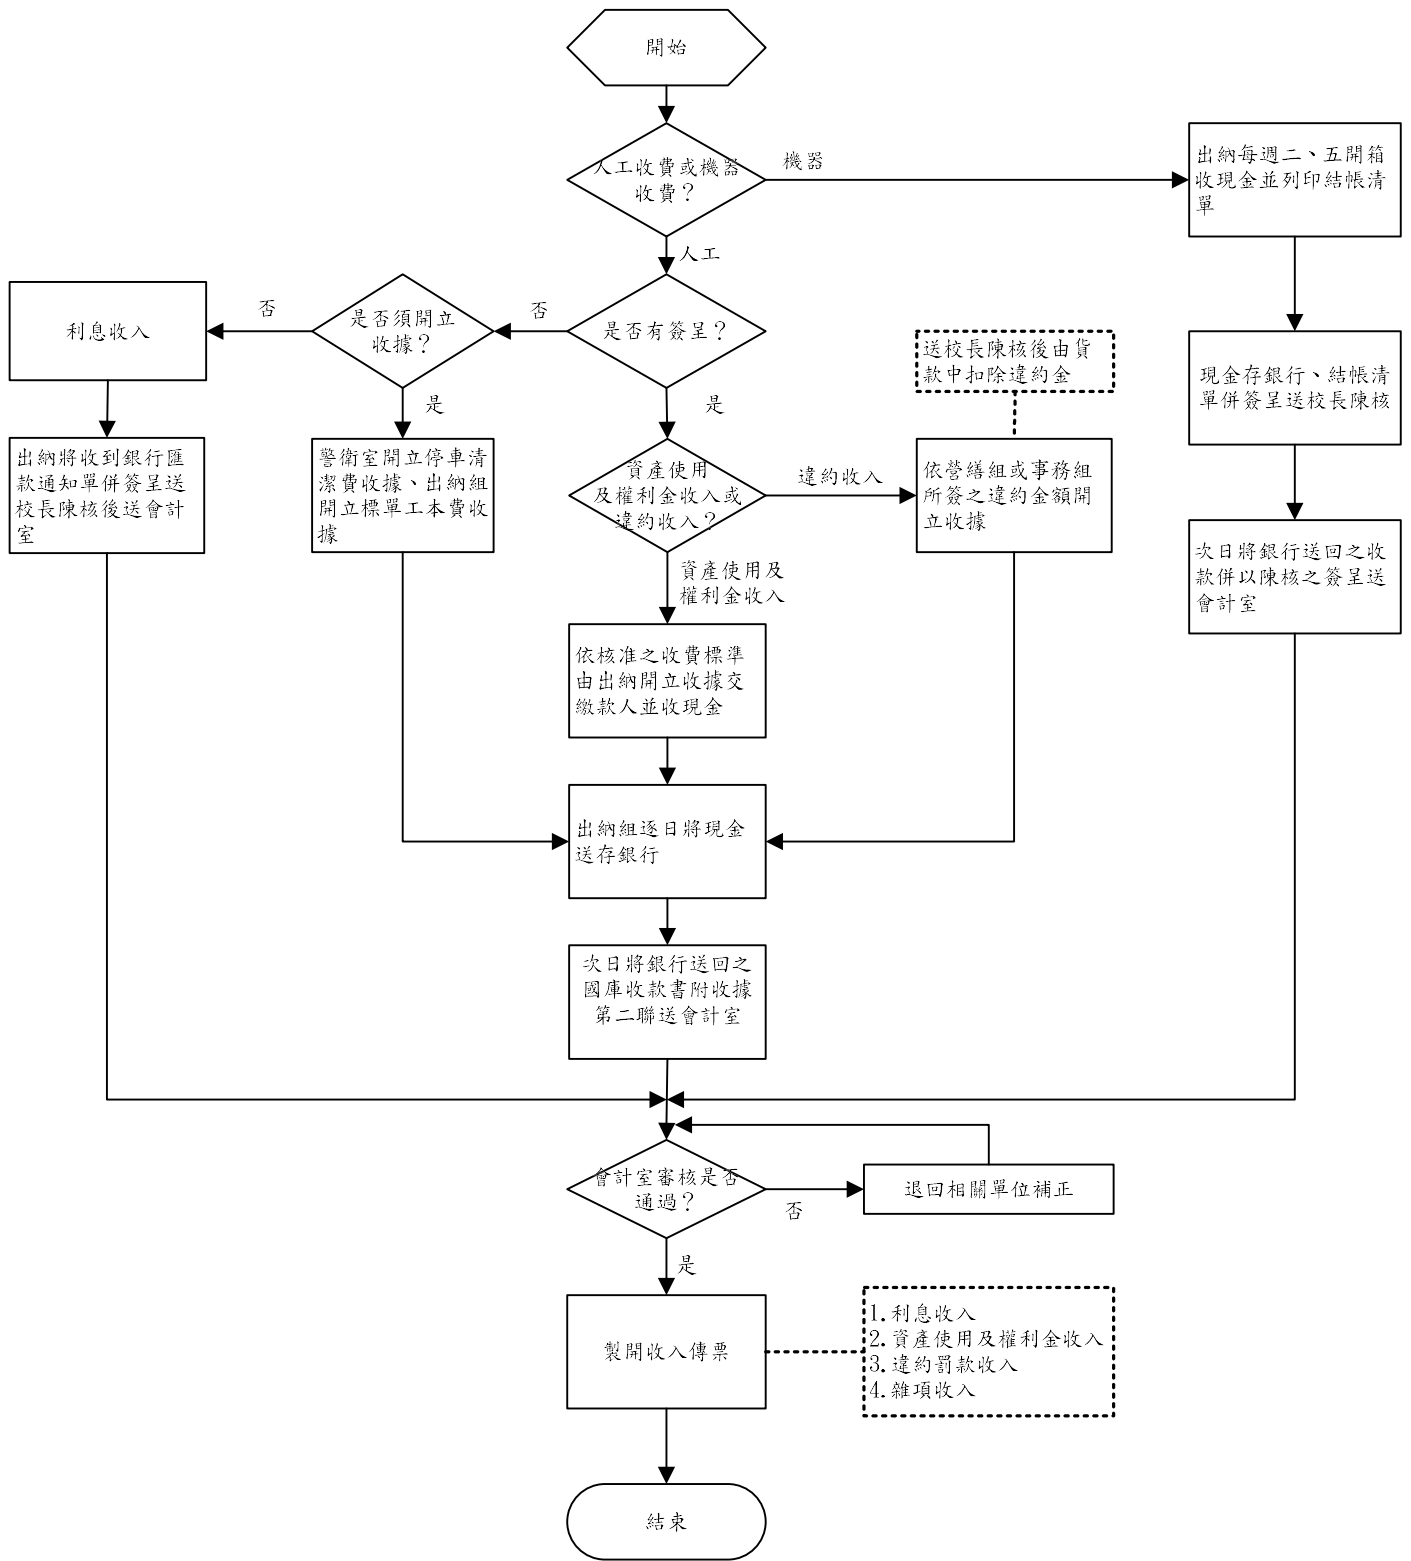 開始
人工收費或機器
收費？
機器
出納每週二、五開箱
收現金並列印結帳清
單
人工
是否有簽呈？
否
是否須開立
收據？
否
利息收入
送校長陳核後由貨
款中扣除違約金
現金存銀行、結帳清
單併簽呈送校長陳核
是
是
出納將收到銀行匯
款通知單併簽呈送
校長陳核後送會計
室
警衛室開立停車清
潔費收據、出納組
開立標單工本費收
據
資產使用
及權利金收入或
違約收入？
違約收入
依營繕組或事務組
所簽之違約金額開
立收據
次日將銀行送回之收
款併以陳核之簽呈送
會計室
資產使用及
權利金收入
依核准之收費標準
由出納開立收據交
繳款人並收現金
出納組逐日將現金
送存銀行
次日將銀行送回之
國庫收款書附收據
第二聯送會計室
會計室審核是否
通過？
否
退回相關單位補正
是
製開收入傳票
1.利息收入
2.資產使用及權利金收入
3.違約罰款收入
4.雜項收入
結束